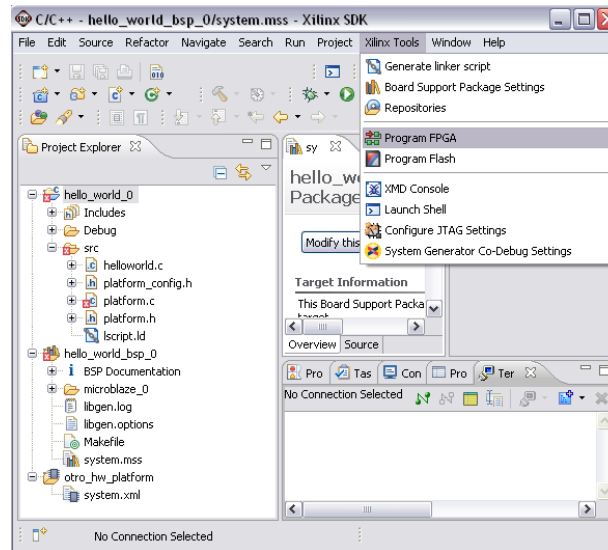 C/C++ - hello_world_bsp_0/system.mss - Xilinx SDK
File Edit Source Refactor Navigate Search Run Project Xilinx Tools Window Help
Generate linker script
Board Support Package Settings
Repositories
Program FPGA
Program Flash
XMD Console
Launch Shell
Configure JTAG Settings
System Generator Co-Debug Settings
Project Explorer
hello_world_0
Includes
Debug
src
helloworld.c
platform_config.h
platform.c
platform.h
lscript.ld
hello_world_bsp_0
BSP Documentation
microblaze_0
libgen.log
libgen.options
Makefile
system.mss
otro_hw_platform
system.xml
sy
hello_wo
Package
Modify this
Target Information
This Board Support Packa
target.
Overview Source
Pro Tas Con Pro Ter
No Connection Selected
No Connection Selected